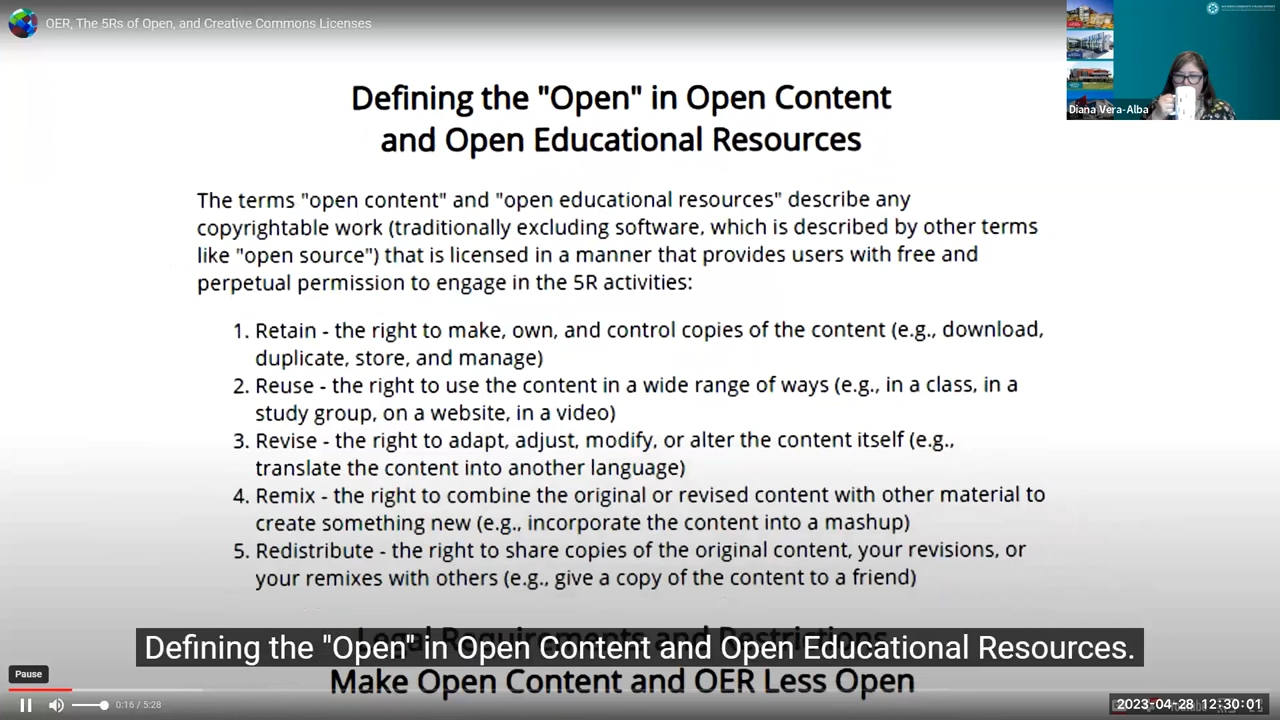 OER, The 5Rs of Open, and Creative Commons Licenses
Diana Vera-Alba
Defining the "Open" in Open Content
and Open Educational Resources
The terms "open content" and "open educational resources" describe any
copyrightable work (traditionally excluding software, which is described by other terms
like "open source") that is licensed in a manner that provides users with free and
perpetual permission to engage in the 5R activities:
1. Retain - the right to make, own, and control copies of the content (e.g., download,
duplicate, store, and manage)
2. Reuse - the right to use the content in a wide range of ways (e.g., in a class, in a
study group, on a website, in a video)
3. Revise - the right to adapt, adjust, modify, or alter the content itself (e.g.,
translate the content into another language)
4. Remix - the right to combine the original or revised content with other material to
create something new (e.g., incorporate the content into a mashup)
5. Redistribute - the right to share copies of the original content, your revisions, or
your remixes with others (e.g., give a copy of the content to a friend)
Legal Requirements and Restrictions
Defining the "Open" in Open Content and Open Educational Resources.
Make Open Content and OER Less Open
Pause
0:16 / 5:28
2023-04-28 12:30:01